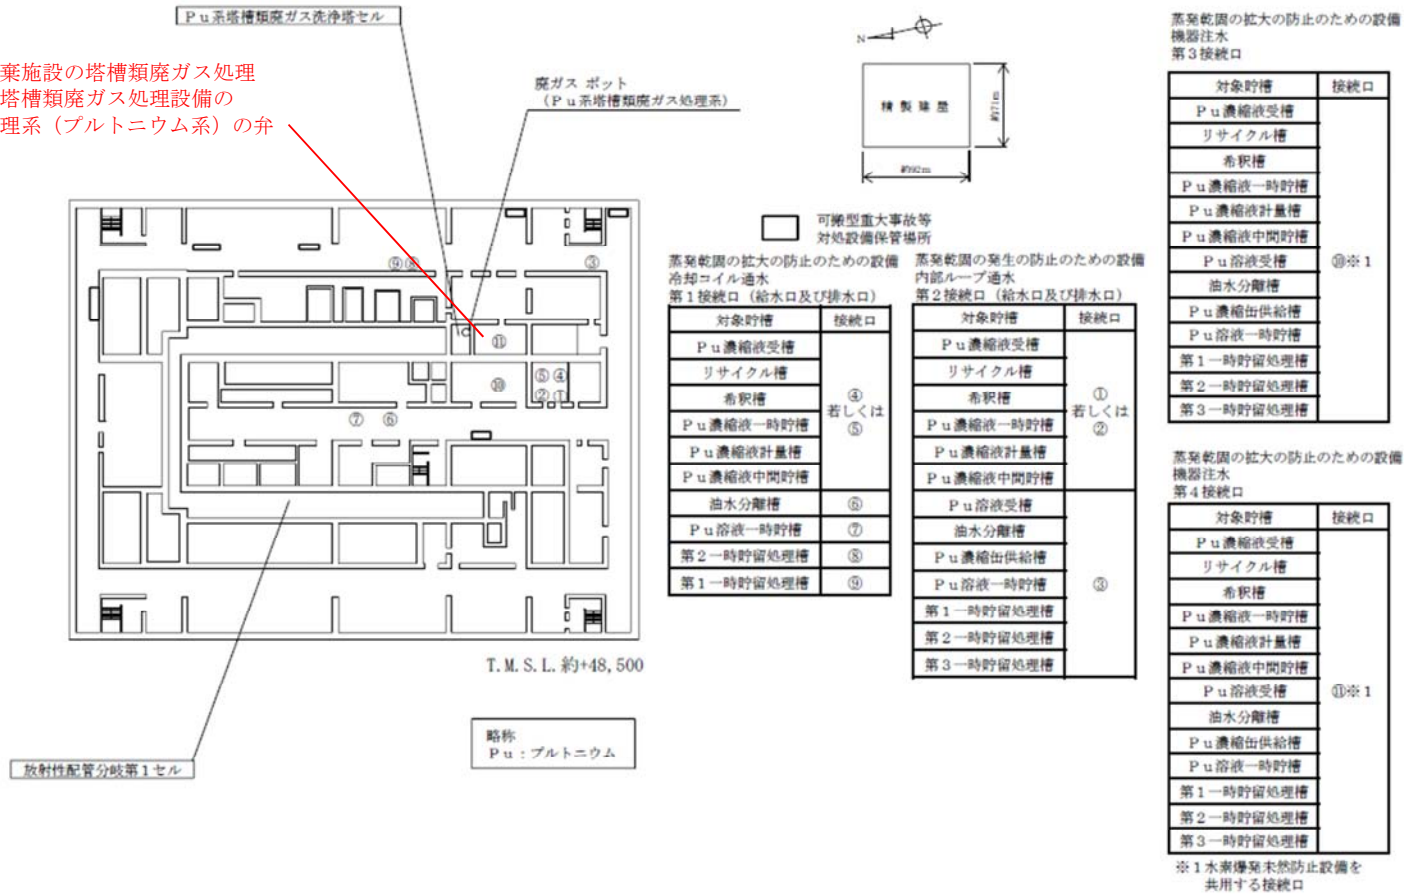 Pu系塔槽類廃ガス洗浄塔セル
棄施設の塔槽類廃ガス処理
塔槽類廃ガス処理設備の
理系（プルトニウム系）の弁
廃ガス ポット
（Pu系塔槽類廃ガス処理系）
N
精製建屋
約71m
約92m
可搬型重大事故等
対処設備保管場所
⑨⑧
③
⑪
⑩
⑤④
②①
⑦
⑥
T.M.S.L.約+48,500
略称
Pu：プルトニウム
放射性配管分岐第1セル
蒸発乾固の拡大の防止のための設備
冷却コイル通水
第1接続口（給水口及び排水口）
対象貯槽 接続口
Pu濃縮液受槽
リサイクル槽
希釈槽
Pu濃縮液一時貯槽
Pu濃縮液計量槽
Pu濃縮液中間貯槽
④
若しくは
⑤
油水分離槽 ⑥
Pu溶液一時貯槽 ⑦
第2一時貯留処理槽 ⑧
第1一時貯留処理槽 ⑨
蒸発乾固の発生の防止のための設備
内部ループ通水
第2接続口（給水口及び排水口）
対象貯槽 接続口
Pu濃縮液受槽
リサイクル槽
希釈槽
Pu濃縮液一時貯槽
Pu濃縮液計量槽
Pu濃縮液中間貯槽
①
若しくは
②
Pu溶液受槽
油水分離槽
Pu濃縮缶供給槽
Pu溶液一時貯槽
第1一時貯留処理槽
第2一時貯留処理槽
第3一時貯留処理槽
③
蒸発乾固の拡大の防止のための設備
機器注水
第3接続口
対象貯槽 接続口
Pu濃縮液受槽
リサイクル槽
希釈槽
Pu濃縮液一時貯槽
Pu濃縮液計量槽
Pu濃縮液中間貯槽
Pu溶液受槽
油水分離槽
Pu濃縮缶供給槽
Pu溶液一時貯槽
第1一時貯留処理槽
第2一時貯留処理槽
第3一時貯留処理槽
⑩※1
蒸発乾固の拡大の防止のための設備
機器注水
第4接続口
対象貯槽 接続口
Pu濃縮液受槽
リサイクル槽
希釈槽
Pu濃縮液一時貯槽
Pu濃縮液計量槽
Pu濃縮液中間貯槽
Pu溶液受槽
油水分離槽
Pu濃縮缶供給槽
Pu溶液一時貯槽
第1一時貯留処理槽
第2一時貯留処理槽
第3一時貯留処理槽
⑪※1
※1水素爆発未然防止設備を
共用する接続口